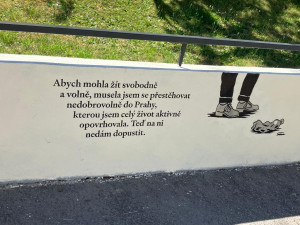 Abych mohla žít svobodně
a volně, musela jsem se přestěhovat
nedobrovolně do Prahy,
kterou jsem celý život aktivně
opovrhovala. Teď na ni
nedám dopustit.